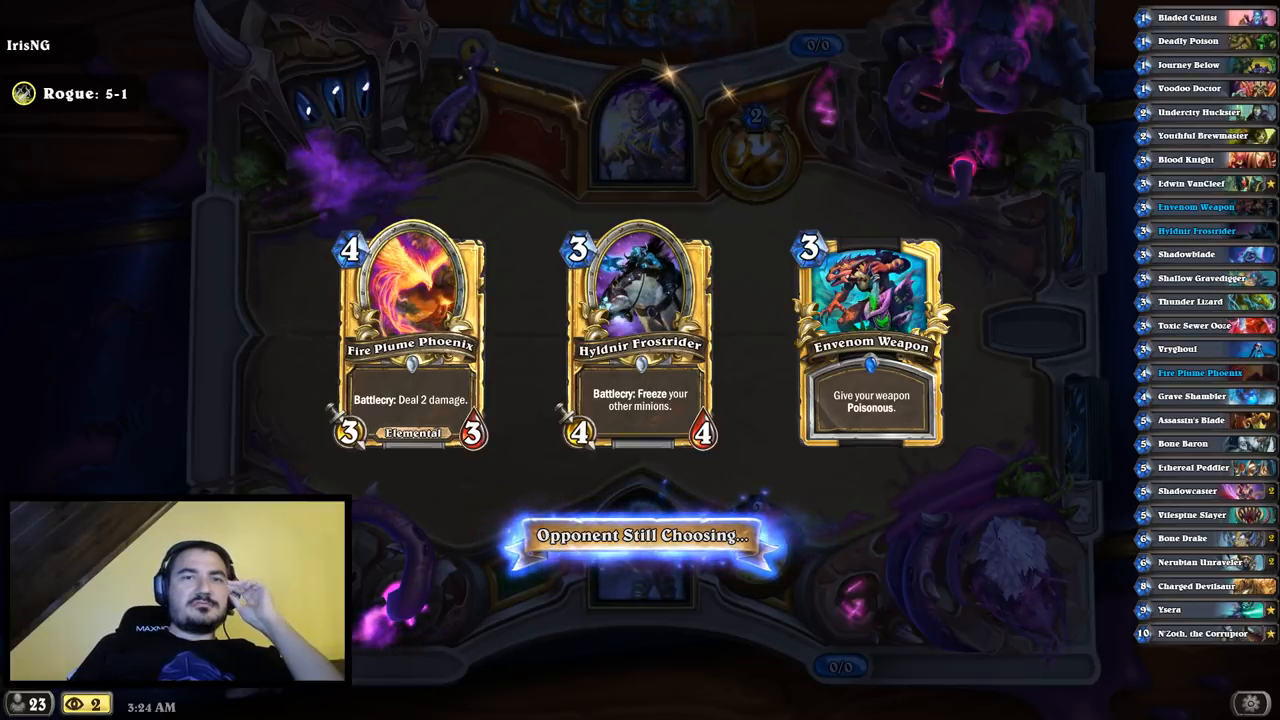 IrisNG
Rogue: 5-1
0/0
2
4
Fire Plume Phoenix
Battlecry: Deal 2 damage.
3
Elemental
3
3
Hyldnir Frostrider
Battlecry: Freeze your
other minions.
4
4
3
Envenom Weapon
Give your weapon
Poisonous.
Opponent Still Choosing...
0/0
MAXNO
23
2
3:24 AM
1 Bladed Cultist
1 Deadly Poison
1 Journey Below
1 Voodoo Doctor
2 Undercity Huckster
2 Youthful Brewmaster
3 Blood Knight
3 Edwin VanCleef
3 Envenom Weapon
3 Hyldnir Frostrider
3 Shadowblade
3 Shallow Gravedigger
3 Thunder Lizard
3 Toxic Sewer Ooze
3 Vryghoul
4 Fire Plume Phoenix
4 Grave Shambler
5 Assassin's Blade
5 Bone Baron
5 Ethereal Peddler
5 Shadowcaster 2
5 Vilespine Slayer
6 Bone Drake 2
6 Nerubian Unraveler 2
8 Charged Devilsaur
9 Ysera
10 N'Zoth, the Corruptor